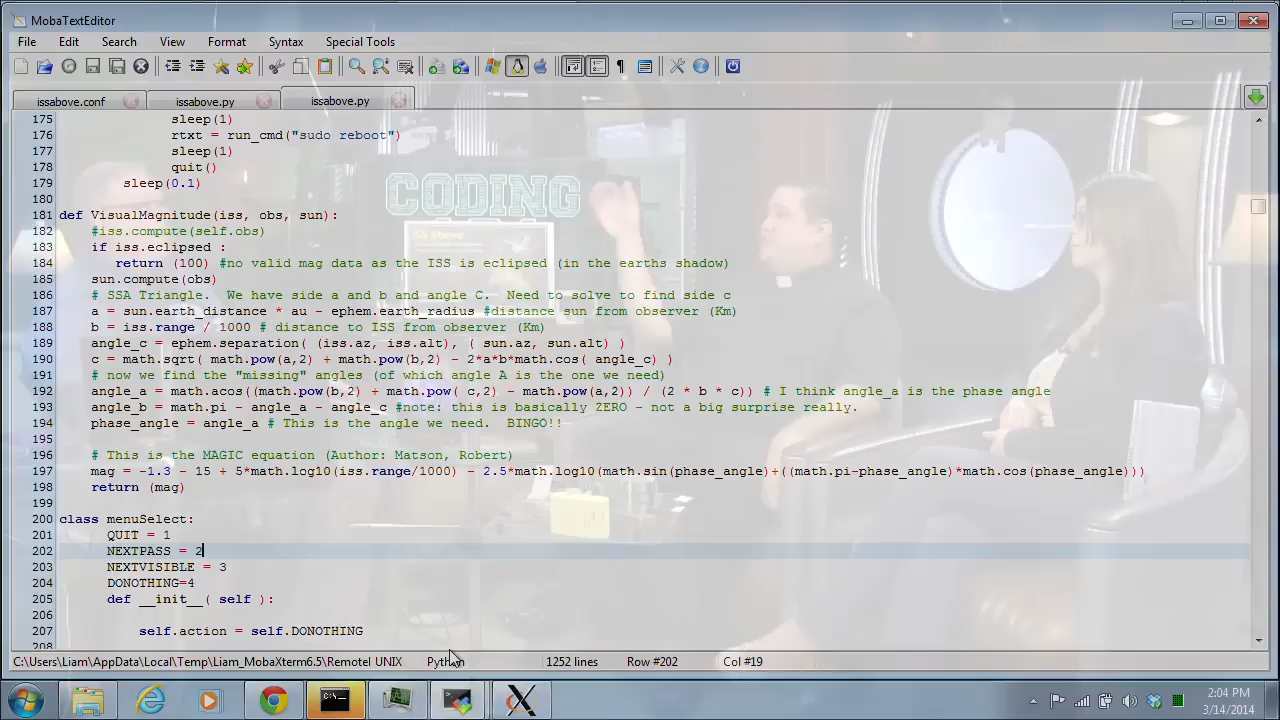 MobaTextEditor
File Edit Search View Format Syntax Special Tools
issabove.conf issabove.py issabove.py
175 sleep(1)
176 rtxt = run_cmd("sudo reboot")
177 sleep(1)
178 quit()
179 sleep(0.1)
180
181 def VisualMagnitude(iss, obs, sun):
182 #iss.compute(self.obs)
183 if iss.eclipsed :
184 return (100) #no valid mag data as the ISS is eclipsed (in the earths shadow)
185 sun.compute(obs)
186 # SSA Triangle.  We have side a and b and angle C.  Need to solve to find side c
187 a = sun.earth_distance * au - ephem.earth_radius #distance sun from observer (Km)
188 b = iss.range / 1000 # distance to ISS from observer (Km)
189 angle_c = ephem.separation( (iss.az, iss.alt), ( sun.az, sun.alt) )
190 c = math.sqrt( math.pow(a,2) + math.pow(b,2) - 2*a*b*math.cos( angle_c) )
191 # now we find the "missing" angles (of which angle A is the one we need)
192 angle_a = math.acos((math.pow(b,2) + math.pow( c,2) - math.pow(a,2)) / (2 * b * c)) # I think angle_a is the phase angle
193 angle_b = math.pi - angle_a - angle_c #note: this is basically ZERO - not a big surprise really.
194 phase_angle = angle_a # This is the angle we need.  BINGO!!
195
196 # This is the MAGIC equation (Author: Matson, Robert)
197 mag = -1.3 - 15 + 5*math.log10(iss.range/1000) - 2.5*math.log10(math.sin(phase_angle)+((math.pi-phase_angle)*math.cos(phase_angle)))
198 return (mag)
199
200 class menuSelect:
201 QUIT = 1
202 NEXTPASS = 2
203 NEXTVISIBLE = 3
204 DONOTHING=4
205 def __init__( self ):
206
207 self.action = self.DONOTHING
208
CODING
C:\Users\Liam\AppData\Local\Temp\Liam_MobaXterm6.5\RemoteI UNIX Python 1252 lines Row #202 Col #19
2:04 PM
3/14/2014